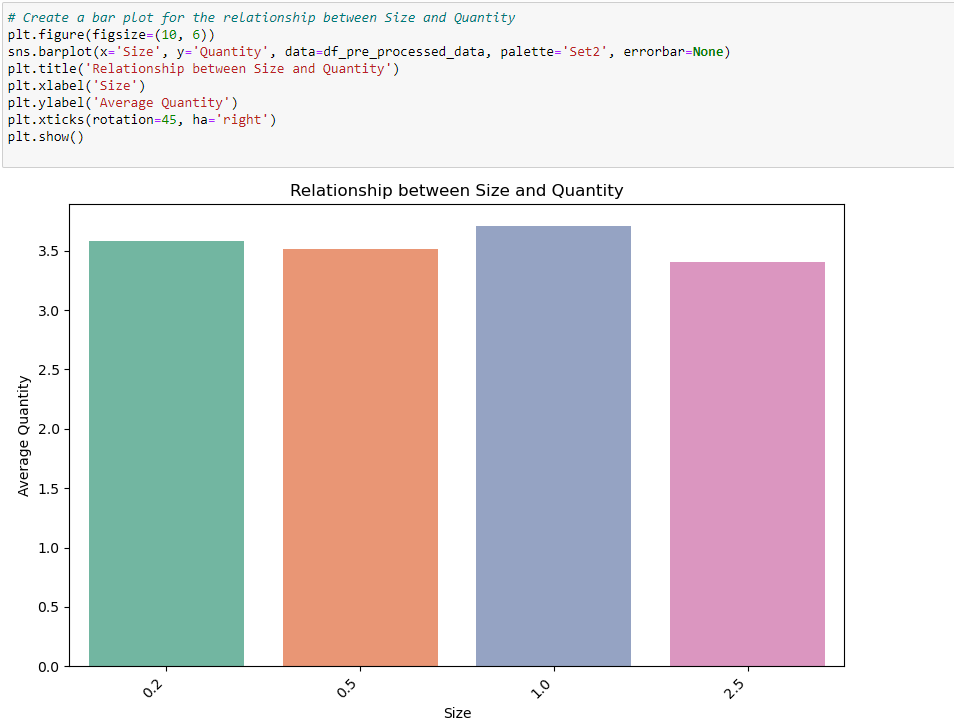 # Create a bar plot for the relationship between Size and Quantity
plt.figure(figsize=(10, 6))
sns.barplot(x='Size', y='Quantity', data=df_pre_processed_data, palette='Set2', errorbar=None)
plt.title('Relationship between Size and Quantity')
plt.xlabel('Size')
plt.ylabel('Average Quantity')
plt.xticks(rotation=45, ha='right')
plt.show()
Relationship between Size and Quantity
Average Quantity
3.5
3.0
2.5
2.0
1.5
1.0
0.5
0.0
0.2
0.5
1.0
2.5
Size